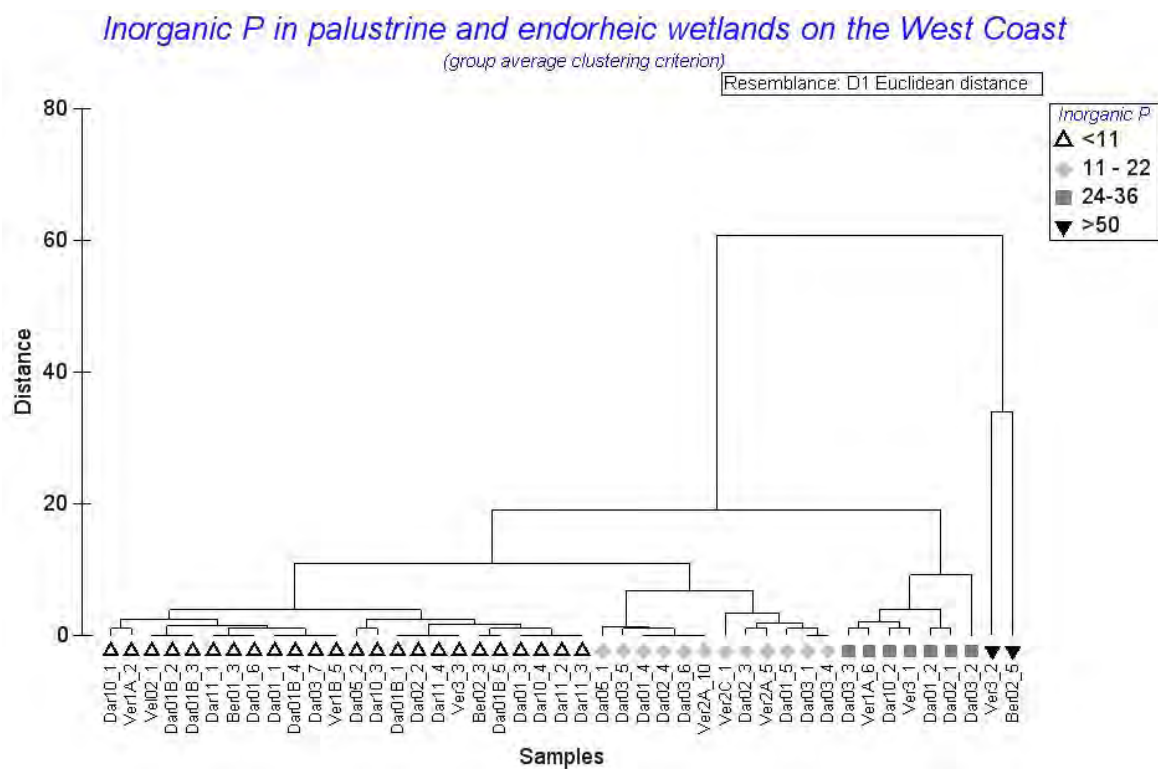 Inorganic P in palustrine and endorheic wetlands on the West Coast
(group average clustering criterion)
Resemblance: D1 Euclidean distance
Inorganic P
<11
11 - 22
24-36
>50
80
60
40
20
0
Distance
Dar10_1
Ver1A_2
Vel02_1
Dar01B_2
Dar01B_3
Dar11_1
Ber01_3
Dar01_6
Dar01_1
Dar01B_4
Dar03_7
Ver1B_5
Dar05_2
Dar10_3
Dar01B_1
Dar02_2
Dar11_4
Ver3_3
Bet02_3
Dar01B_5
Dar01_3
Dar10_4
Dar11_2
Dar11_3
Dar05_1
Dar03_5
Dar01_4
Dar02_4
Dar03_6
Ver2A_10
Ver2C_1
Dar02_3
Ver2A_5
Dar01_5
Dar03_1
Dar03_4
Dar03_3
Ver1A_6
Dar10_2
Ver3_1
Dar01_2
Dar02_1
Dar03_2
Ver3_2
Bet02_5
Samples